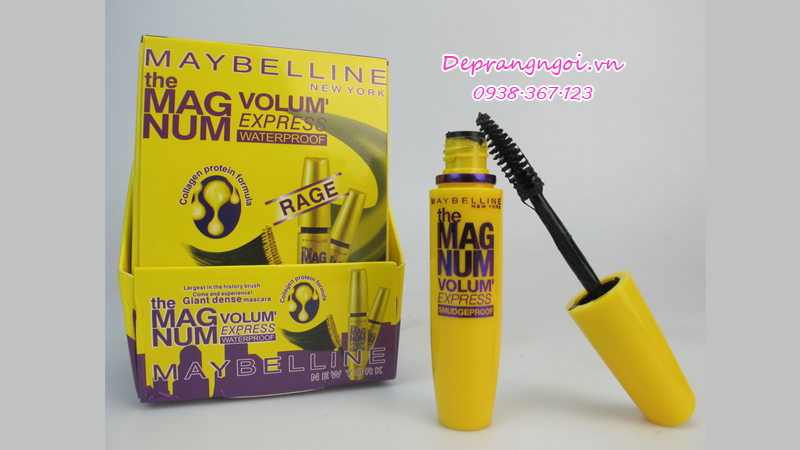 Deprangngoi.vn
0938·367·123
MAYBELLINE
NEW YORK
the
MAG
NUM
VOLUM'
EXPRESS
WATERPROOF
Collagen protein formula
RAGE
the
MAG
Largest in the history brush
Come and experience!
Giant dense mascara
the
MAG
NUM
VOLUM'
EXPRESS
WATERPROOF
Collagen protein formula
MAYBELLINE
NEW YORK
MAYBELLINE
NEW YORK
the
MAG
NUM
VOLUM'
EXPRESS
SMUDGEPROOF